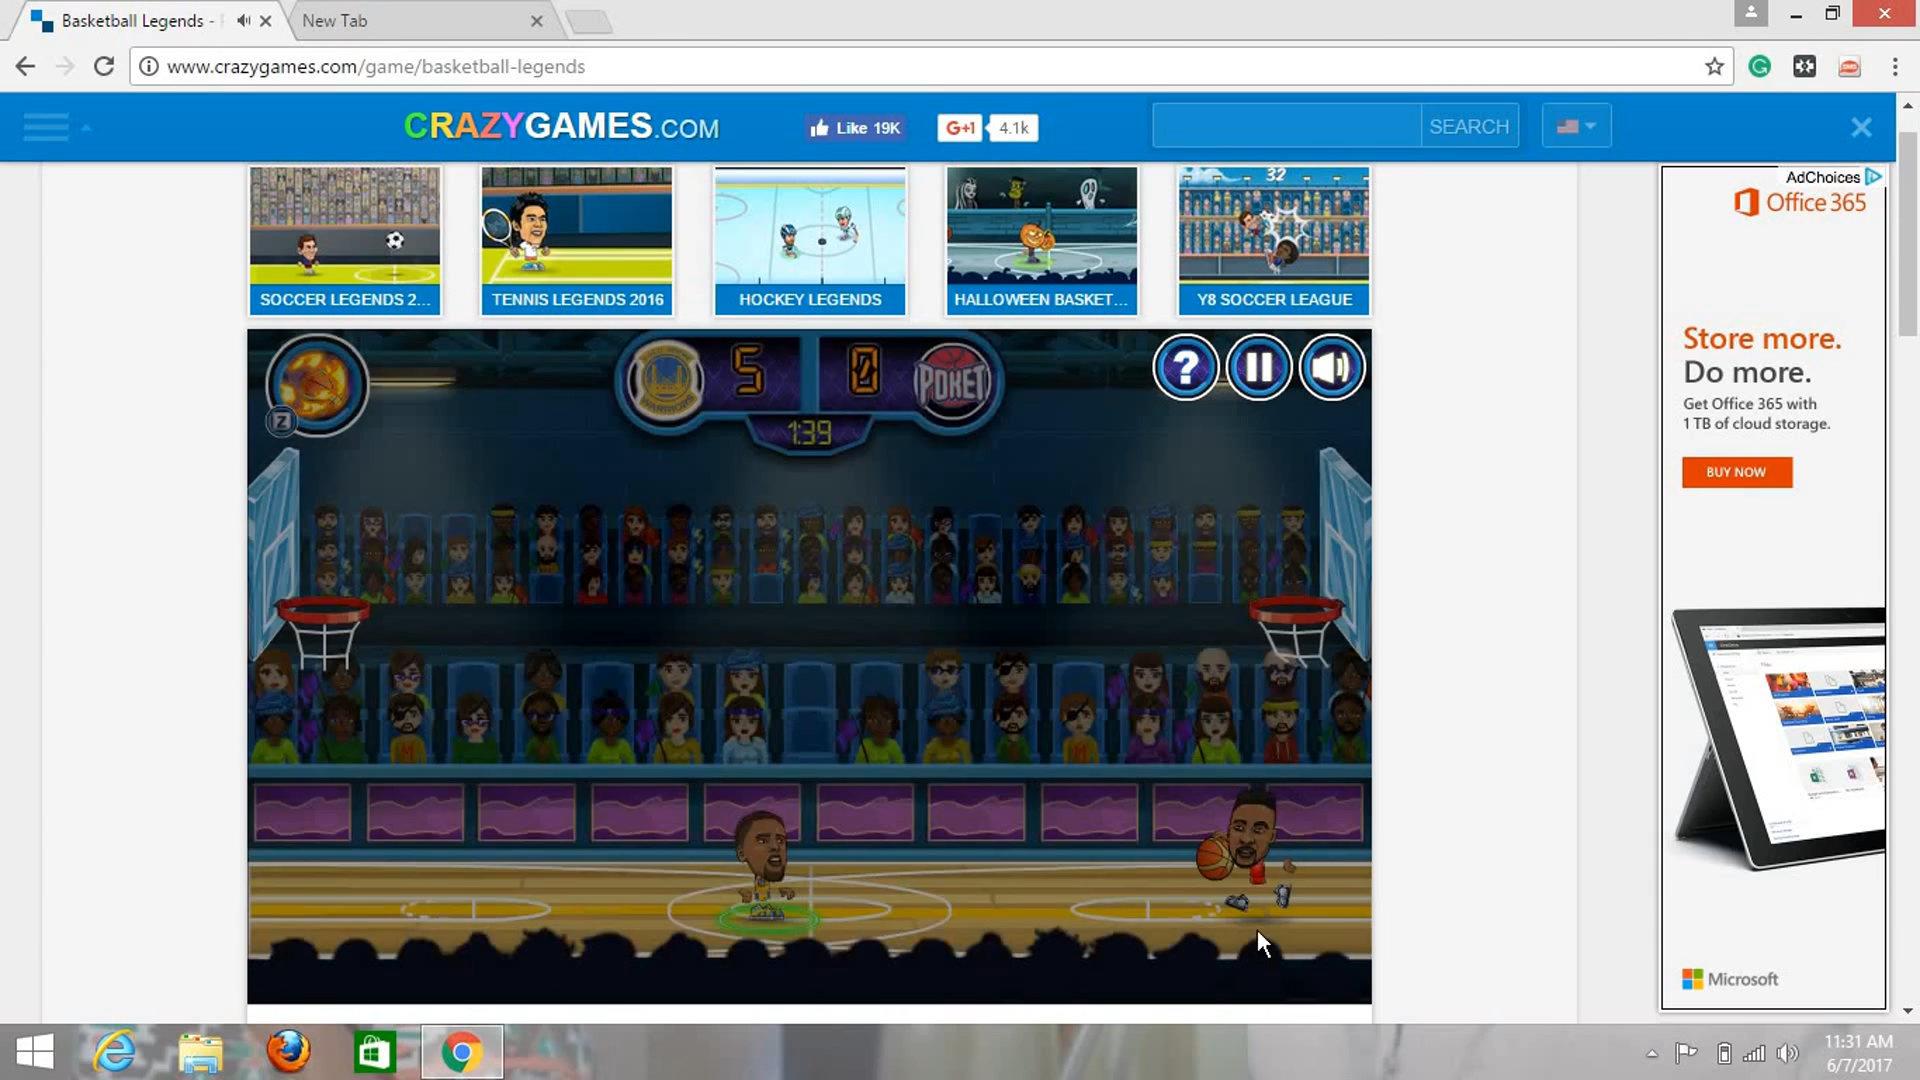 Basketball Legends -
New Tab
www.crazygames.com/game/basketball-legends
CRAZYGAMES.COM
Like 19K
G+1
4.1k
SEARCH
AdChoices
32
SOCCER LEGENDS 2...
TENNIS LEGENDS 2016
HOCKEY LEGENDS
HALLOWEEN BASKET...
Y8 SOCCER LEAGUE
Office 365
Store more.
Do more.
Get Office 365 with
1 TB of cloud storage.
BUY NOW
Microsoft
5
0
WARRIORS
POKET
1:39
?
Z
11:31 AM
6/7/2017